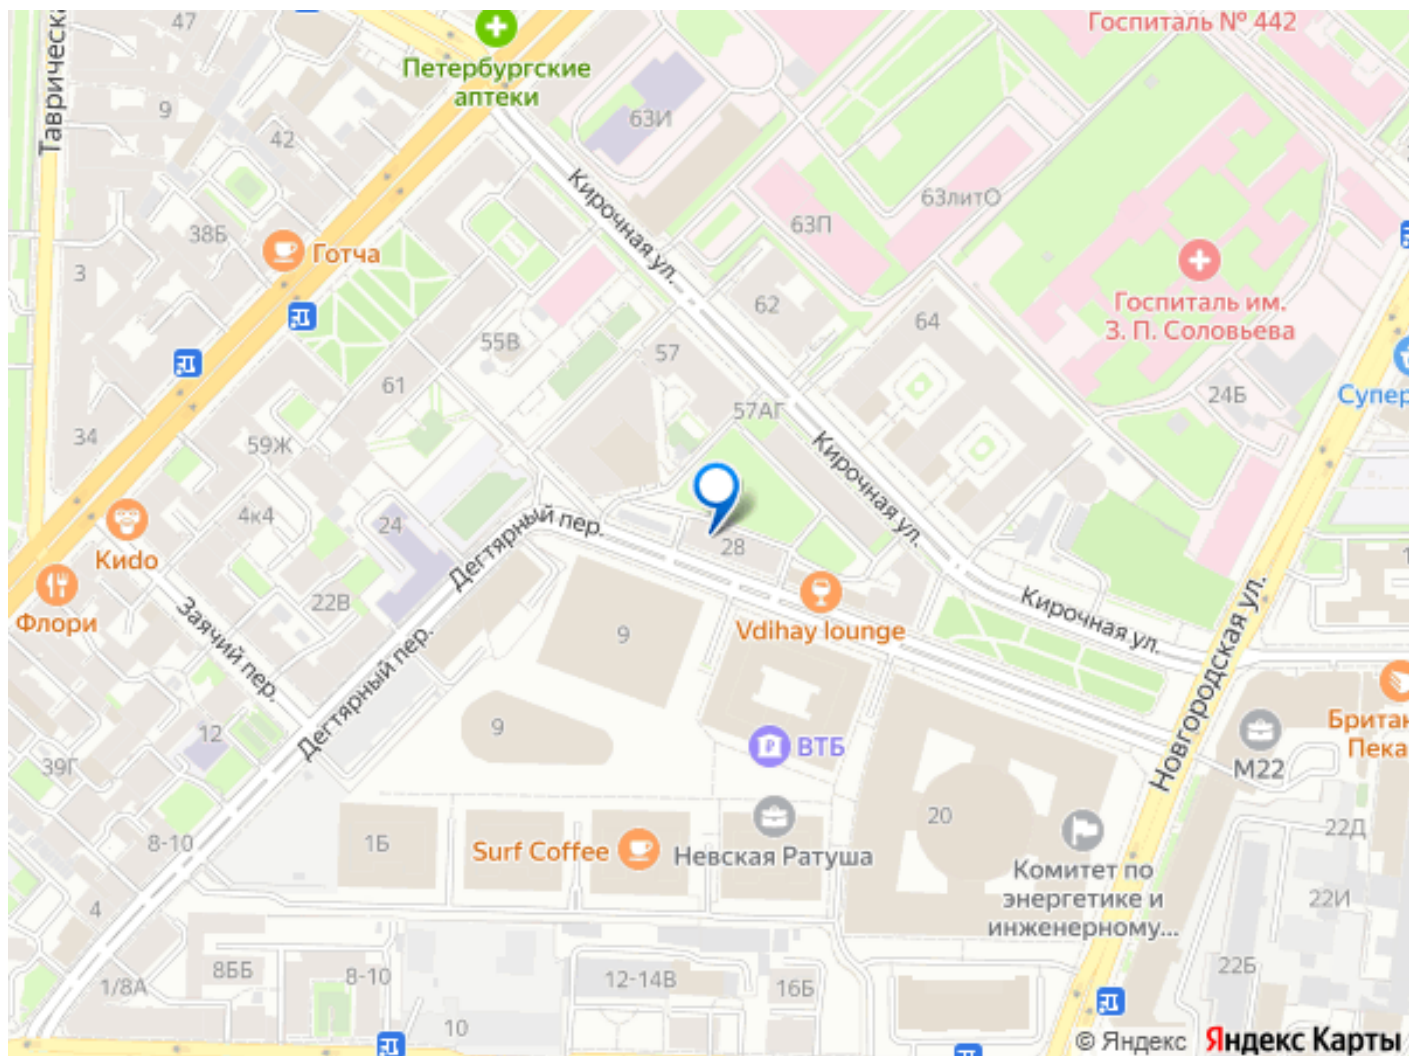 Таврическа
47
Петербургские
аптеки
Госпиталь № 442
9
42
63И
Кирочная ул.
63литО
63П
38Б
Готча
3
Госпиталь им.
З. П. Соловьева
62
64
55В
57
61
57АГ
24Б
Супер
34
59Ж
Кирочная ул.
4к4
24
Дегтярный пер.
28
Кидо
22В
Заячий пер.
Флори
Vdihay lounge
Кирочная ул.
9
Дегтярный пер.
Новгородская ул.
9
12
ВТБ
Британ
Пека
39Г
М22
8-10
1Б
Surf Coffee
Невская Ратуша
20
22Д
Комитет по
энергетике и
инженерному...
22И
4
8ББ
8-10
12-14В
16Б
22Б
1/8А
10
© Яндекс Яндекс Карты